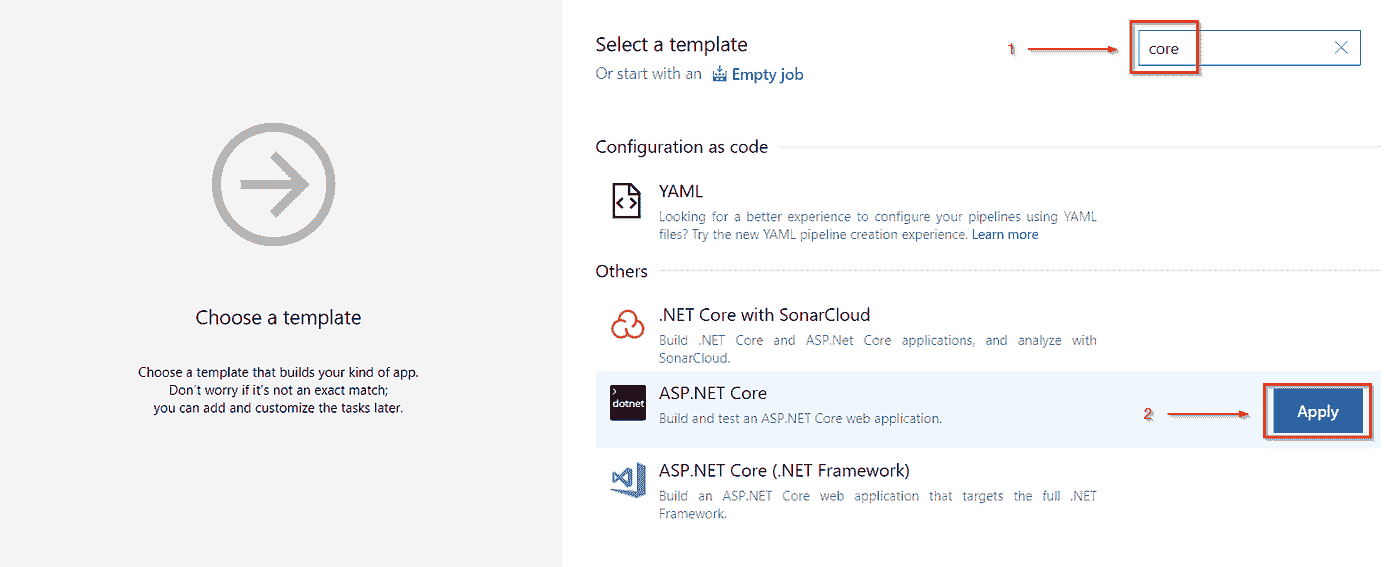 Select a template
Or start with an Empty job
1
core
Configuration as code
YAML
Looking for a better experience to configure your pipelines using YAML
files? Try the new YAML pipeline creation experience. Learn more
Others
.NET Core with SonarCloud
Build .NET Core and ASP.Net Core applications, and analyze with
SonarCloud.
dotnet
ASP.NET Core
Build and test an ASP.NET Core web application.
2
Apply
ASP.NET Core (.NET Framework)
Build an ASP.NET Core web application that targets the full .NET
Framework.
Choose a template
Choose a template that builds your kind of app.
Don't worry if it's not an exact match;
you can add and customize the tasks later.